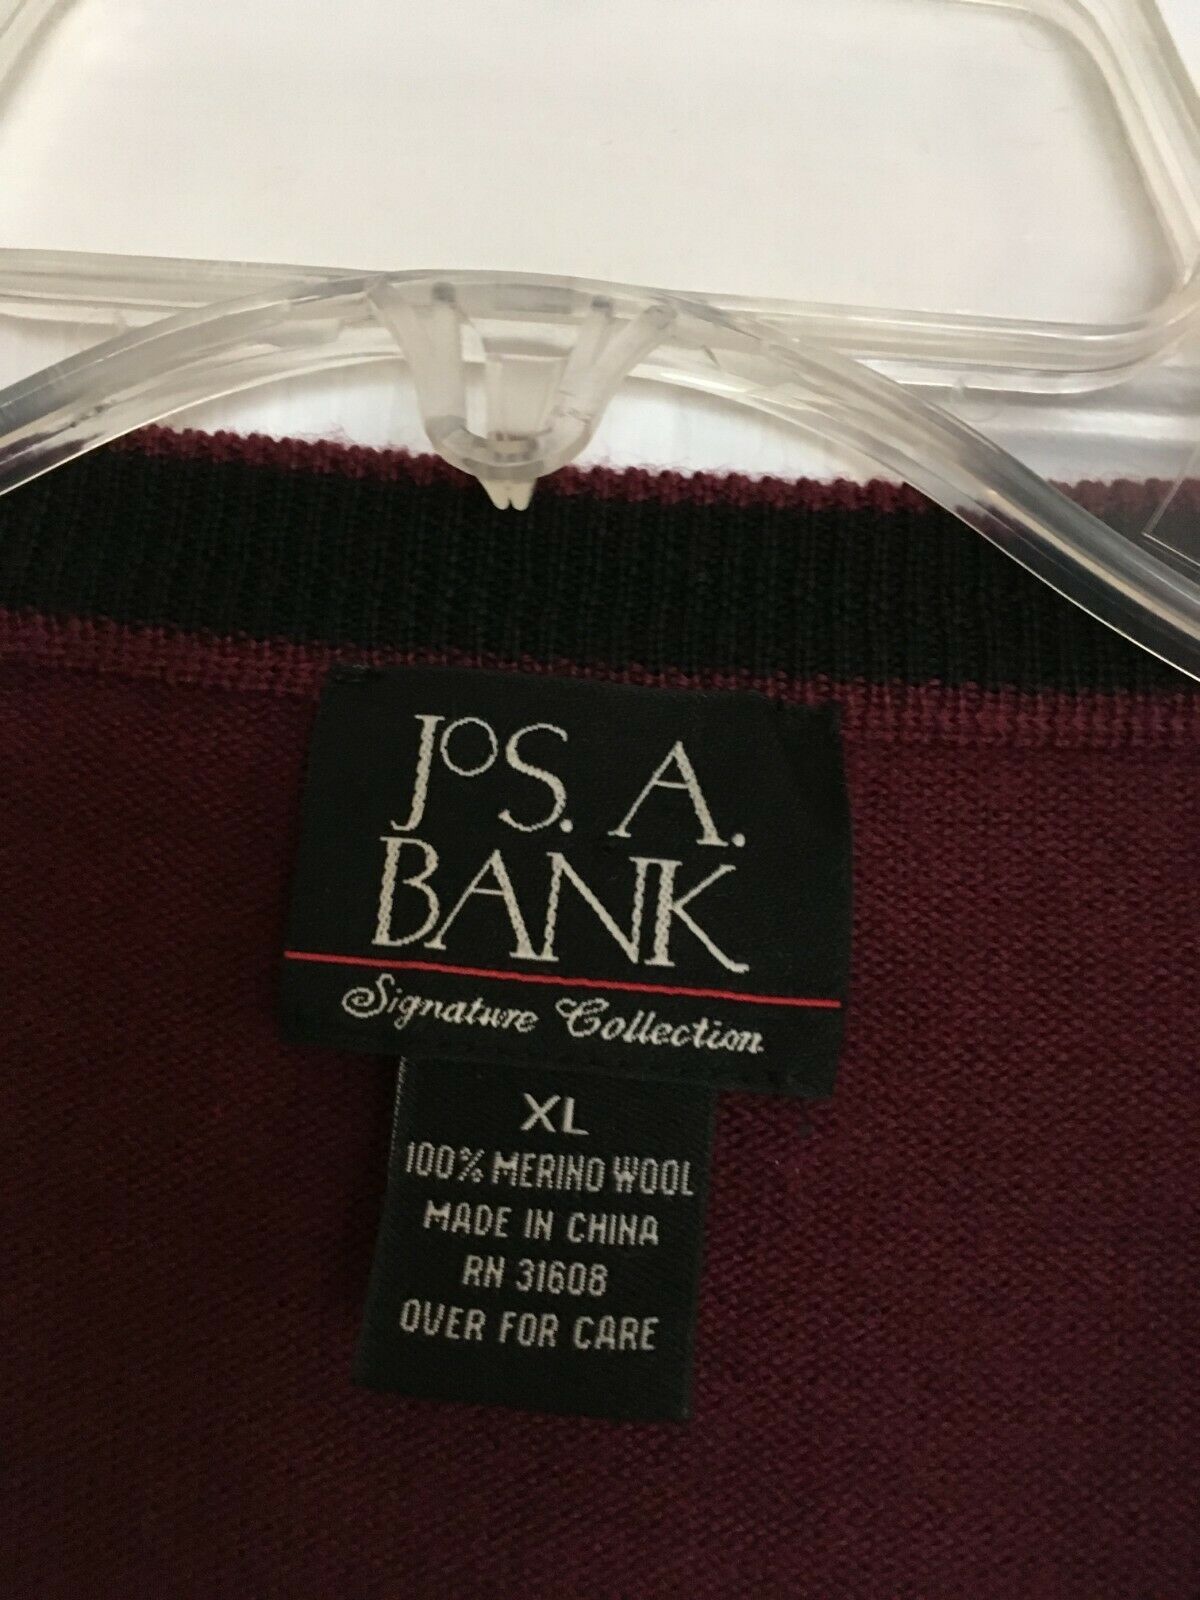 JOS. A.
BANK
Signature Collection
XL
100% MERINO WOOL
MADE IN CHINA
RN 31608
OVER FOR CARE